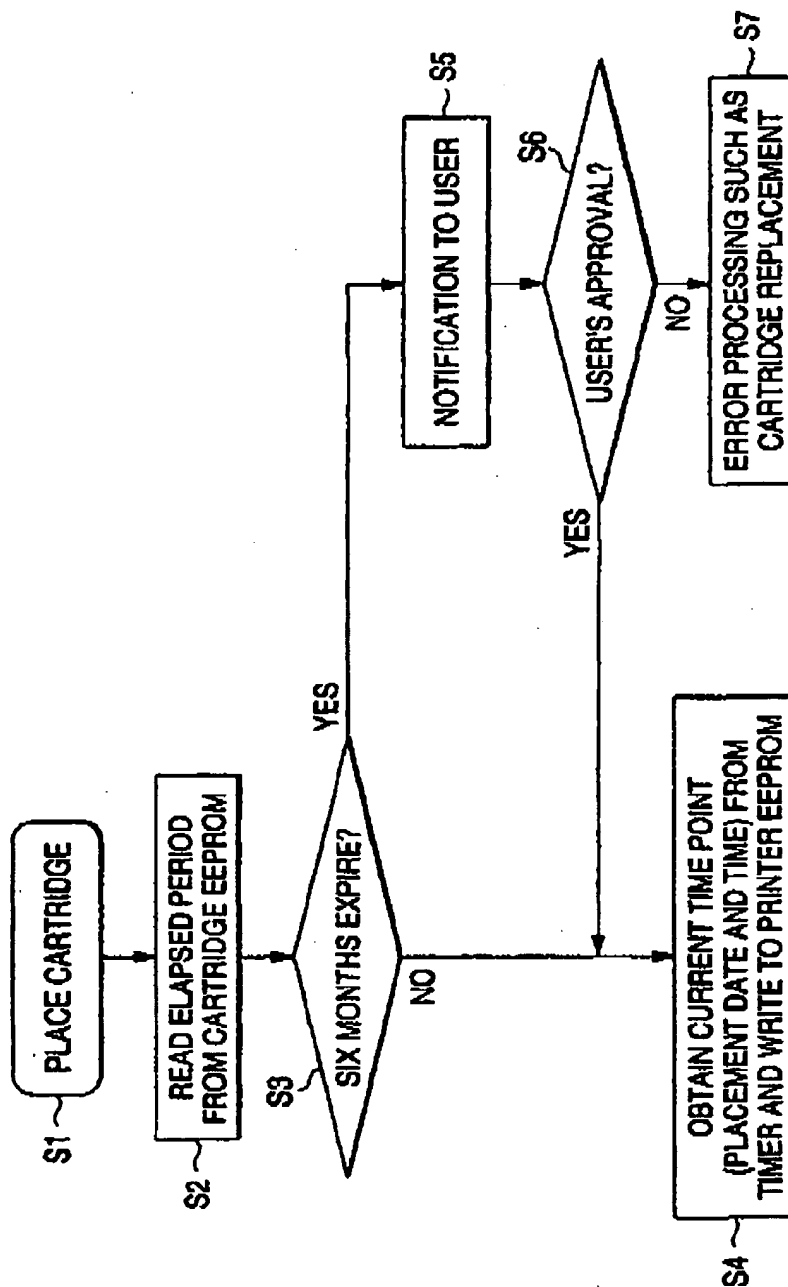 S1
PLACE CARTRIDGE
S2
READ ELAPSED PERIOD
FROM CARTRIDGE EEPROM
S3
SIX MONTHS EXPIRE?
YES
NO
S4
OBTAIN CURRENT TIME POINT
(PLACEMENT DATE AND TIME) FROM
TIMER AND WRITE TO PRINTER EEPROM
S5
NOTIFICATION TO USER
S6
USER'S APPROVAL?
YES
NO
S7
ERROR PROCESSING SUCH AS
CARTRIDGE REPLACEMENT